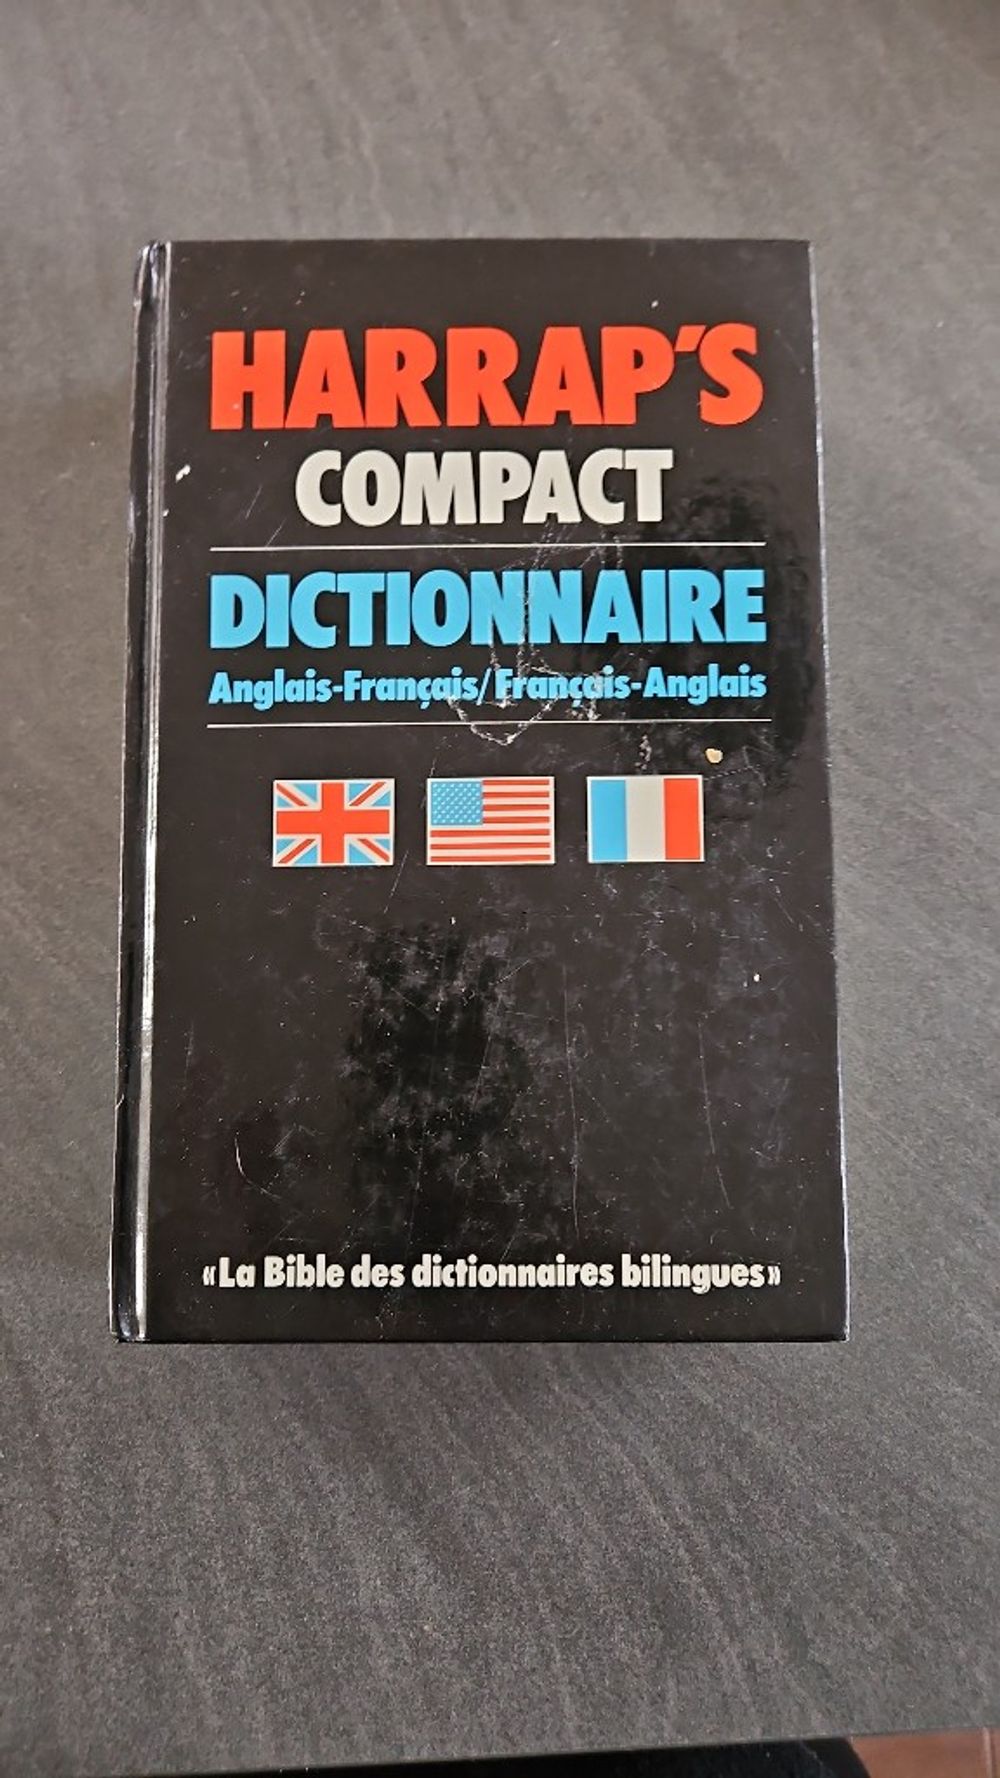 HARRAP'S
COMPACT
DICTIONNAIRE
Anglais-Français/Français-Anglais
«La Bible des dictionnaires bilingues»